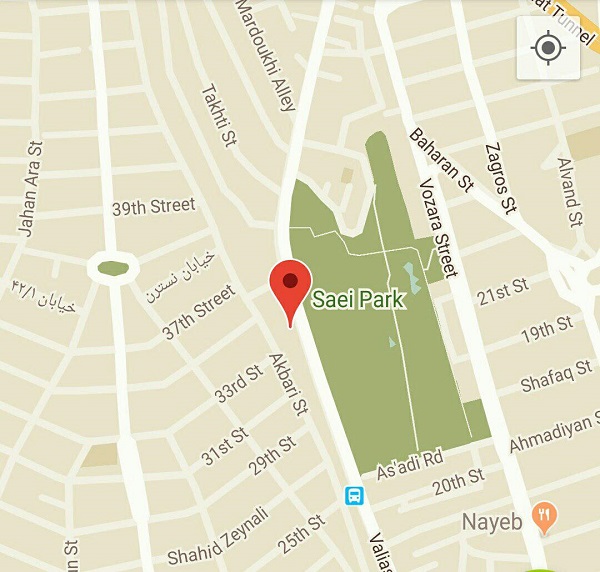 at Tunnel
Mardoukhi Alley
Takhti St
Baharan St
Zagros St
Alvand St
Jahan Ara St
39th Street
Vozara Street
خیابان نسترن
خیابان ۴۲/۱
37th Street
Saei Park
21st St
19th St
Akbari St
33rd St
Shafaq St
31st St
29th St
Ahmadiyan S
As'adi Rd
20th St
Nayeb
Shahid Zeynali
25th St
Valias
un St